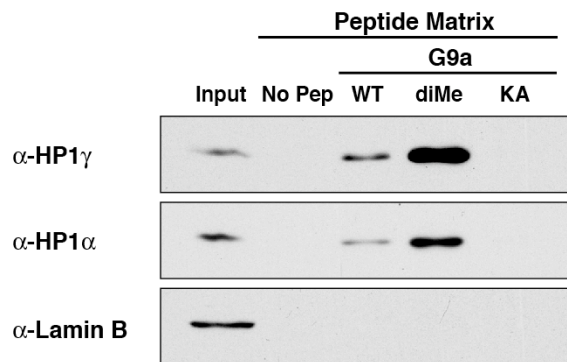 Peptide Matrix
G9a
Input No Pep WT diMe KA
α-HP1γ
α-HP1α
α-Lamin B